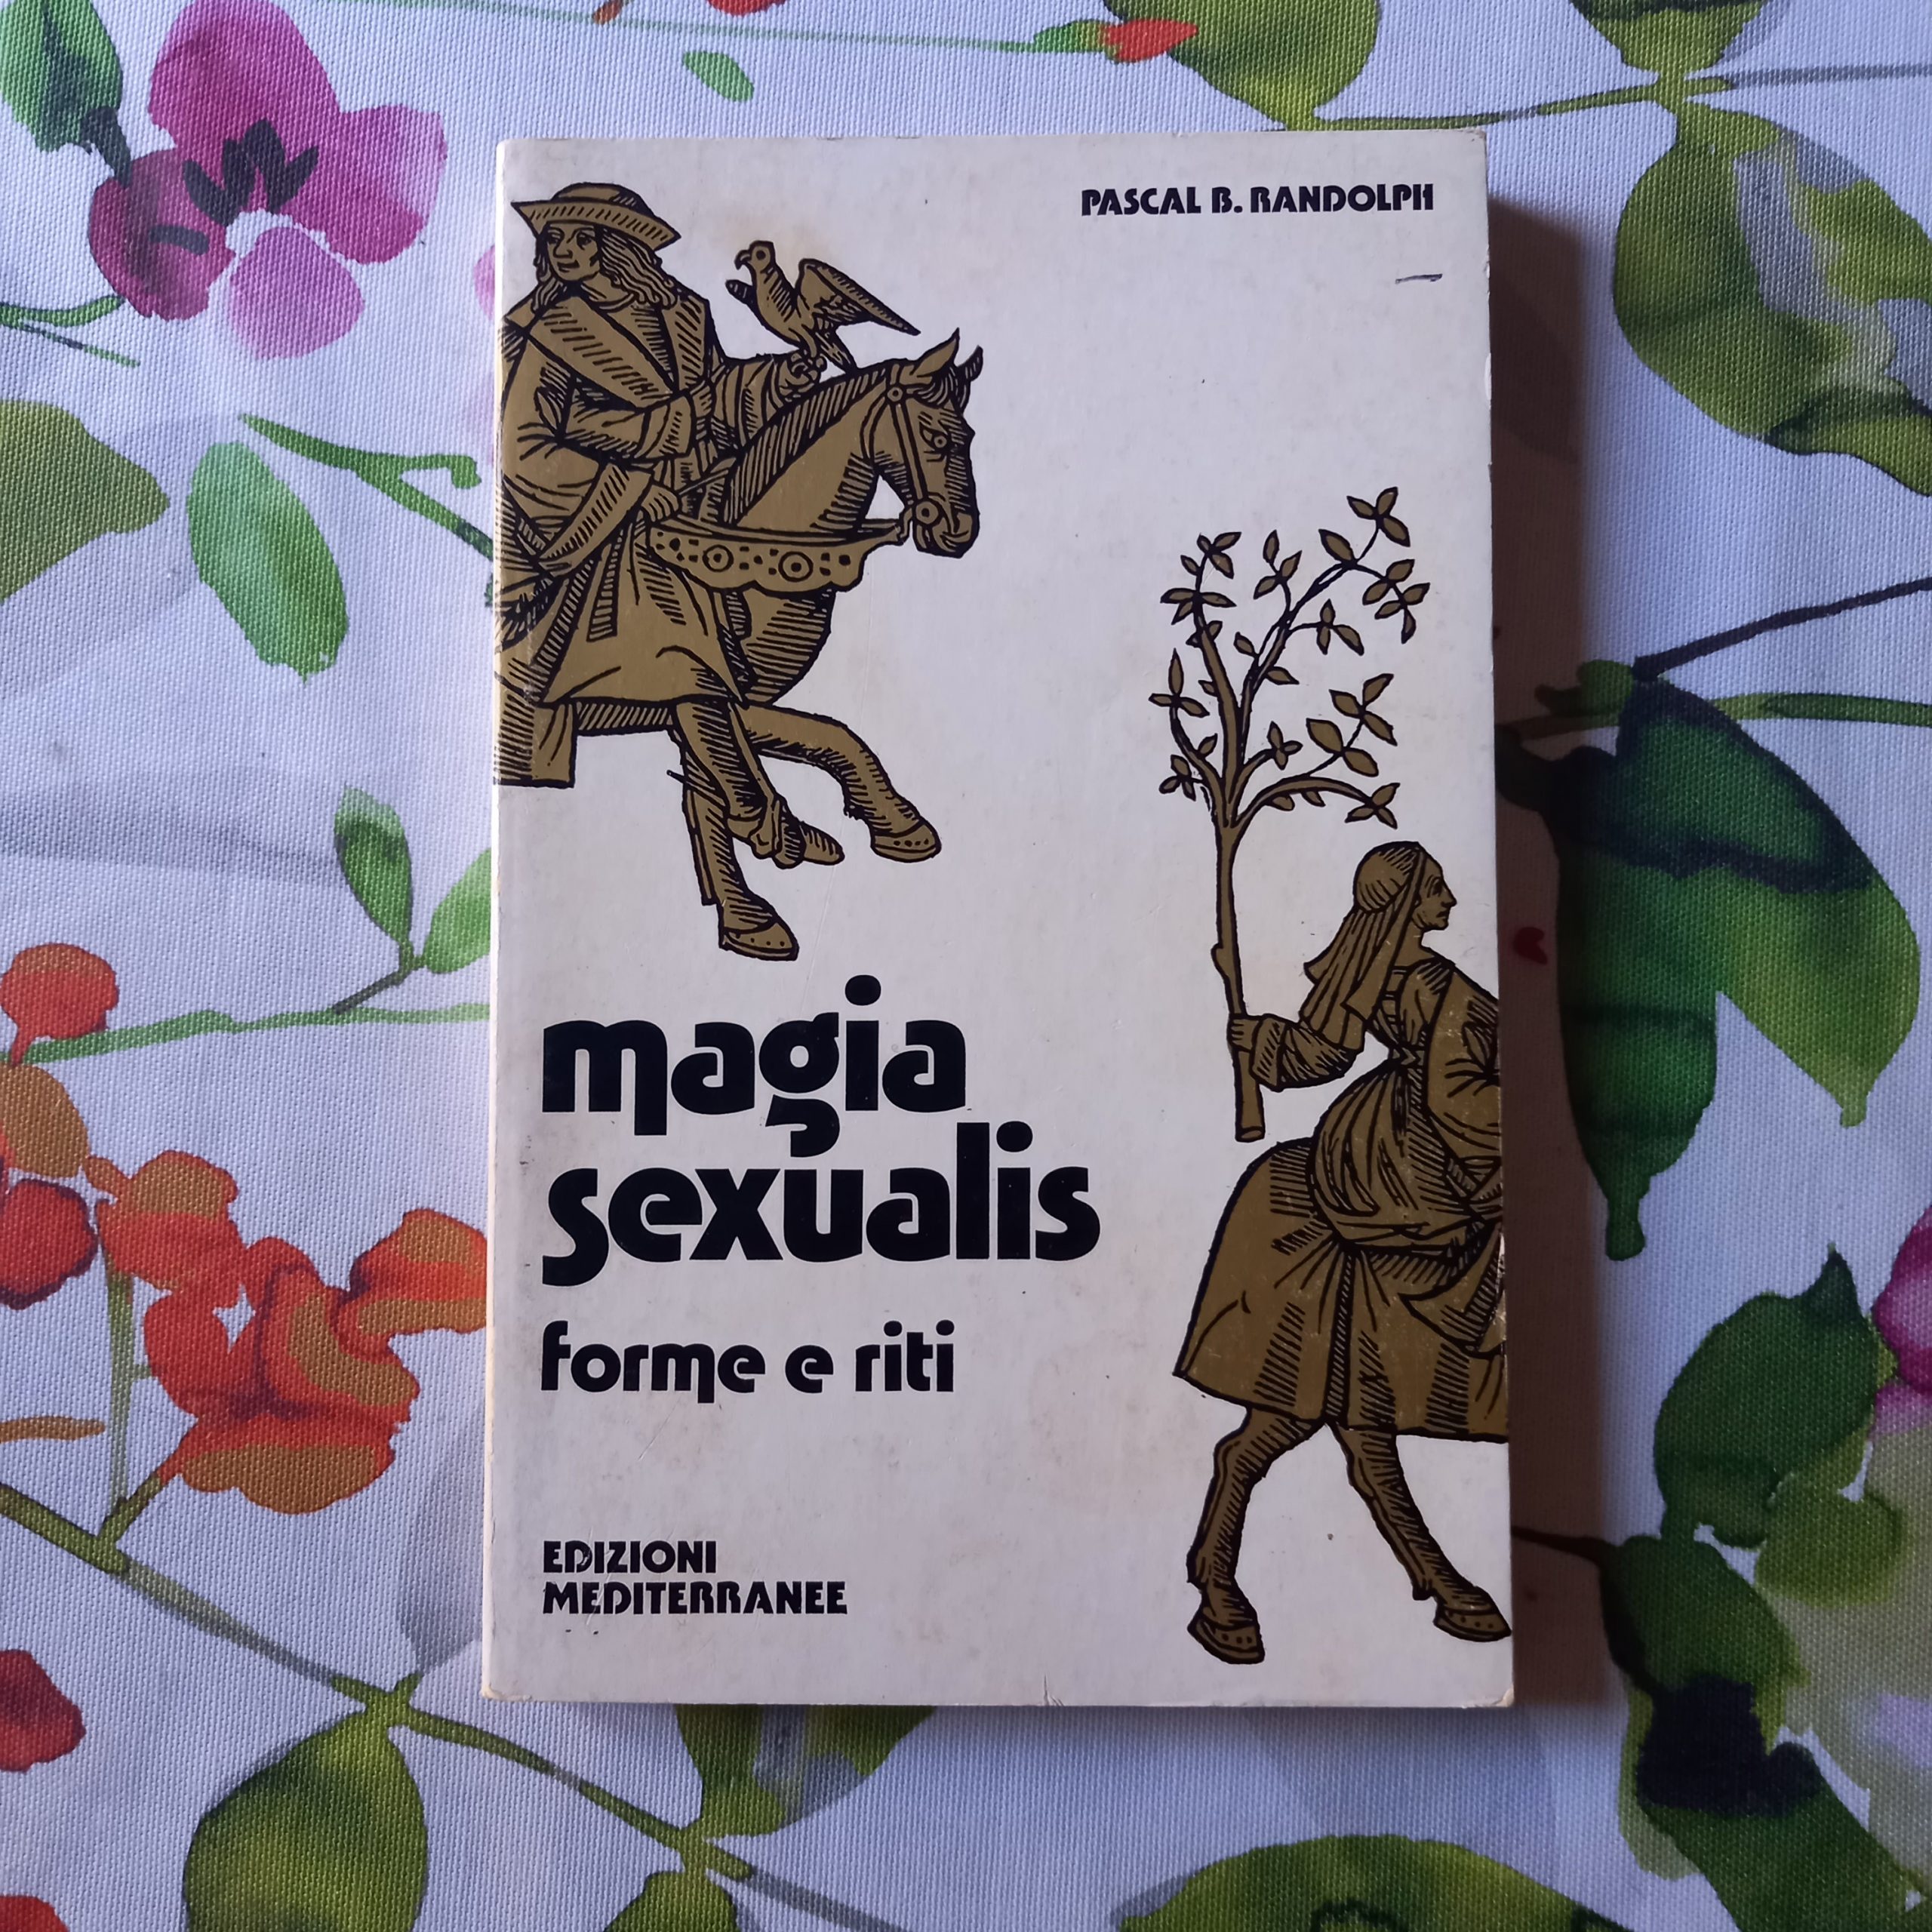 PASCAL B. RANDOLPH
magia
sexualis
forme e riti
EDIZIONI
MEDITERRANEE